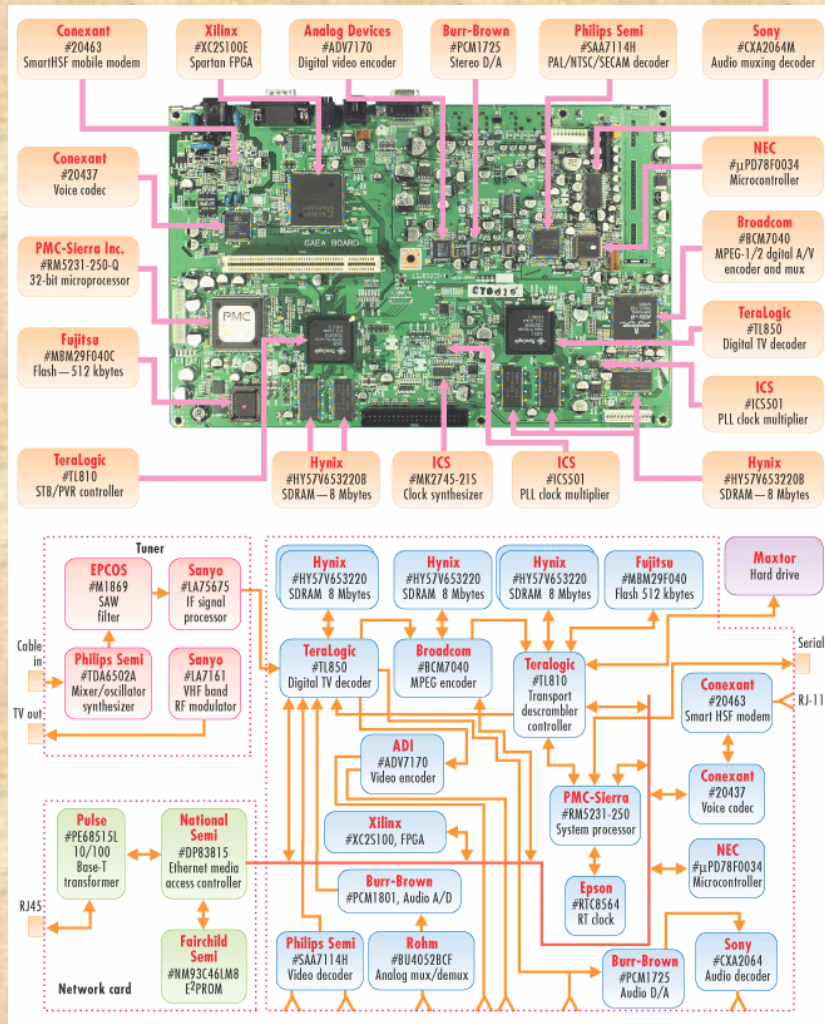 Conexant
#20463
SmartHSF mobile modem
Xilinx
#XC2S100E
Spartan FPGA
Analog Devices
#ADV7170
Digital video encoder
Burr-Brown
#PCM1725
Stereo D/A
Philips Semi
#SAA7114H
PAL/NTSC/SECAM decoder
Sony
#CXA2064M
Audio muxing decoder
Conexant
#20437
Voice codec
NEC
#µPD78F0034
Microcontroller
PMC-Sierra Inc.
#RM5231-250-Q
32-bit microprocessor
Broadcom
#BCM7040
MPEG-1/2 dgital A/V
encoder and mux
Fujitsu
#MBM29F040C
Flash—512 kbytes
TeraLogic
#TL850
Digital TV decoder
ICS
#ICS501
PLL clock multiplier
GAEA BOARD
PMC
TeraLogic
#TL810
STB/PVR controller
Hynix
#HY57V653220B
SDRAM—8 Mbytes
ICS
#MK2745-21S
Clock synthesizer
ICS
#ICS501
PLL clock multiplier
Hynix
#HY57V653220B
SDRAM—8 Mbytes
Tuner
EPCOS
#M1869
SAW
filter
Sanyo
#LA75675
IF signal
processor
Cable
in
Philips Semi
#TDA6502A
Mixer/oscillator
synthesizer
Sanyo
#LA7161
VHF band
RF modulator
TV out
Hynix
#HY57V653220
SDRAM 8 Mbytes
Hynix
#HY57V653220
SDRAM 8 Mbytes
Hynix
#HY57V653220
SDRAM 8 Mbytes
Fujitsu
#MBM29F040
Flash 512 kbytes
Maxtor
Hard drive
TeraLogic
#TL850
Digital TV decoder
Broadcom
#BCM7040
MPEG encoder
Teralogic
#TL810
Transport
descrambler
controller
Serial
Conexant
#20463
Smart HSF modem
RJ-11
ADI
#ADV7170
Video encoder
Conexant
#20437
Voice codec
PMC-Sierra
#RM5231-250
System processor
Xilinx
#XC2S100, FPGA
NEC
#µPD78F0034
Microcontroller
Epson
#RTC8564
RT clock
Burr-Brown
#PCM1801, Audio A/D
Philips Semi
#SAA7114H
Video decoder
Rohm
#BU4052BCF
Analog mux/demux
Burr-Brown
#PCM1725
Audio D/A
Sony
#CXA2064
Audio decoder
Pulse
#PE68515L
10/100
Base-T
transformer
National
Semi
#DP83815
Ethernet media
access controller
RJ45
Fairchild
Semi
#NM93C46LM8
E²PROM
Network card